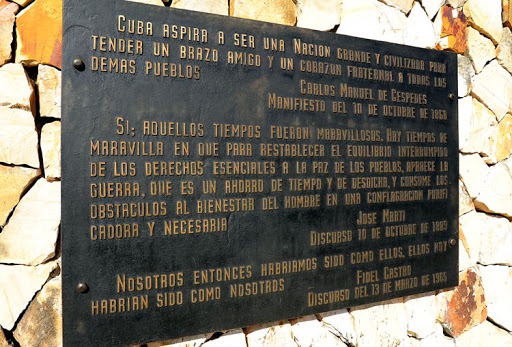 CUBA ASPIRA A SER UNA NACION GRANDE Y CIVILIZADA PARA
TENDER UN BRAZO AMIGO Y UN CORAZON FRATERNAL A TODOS LOS
DEMAS PUEBLOS
CARLOS MANUEL DE CESPEDES
MANIFIESTO DEL 10 DE OCTUBRE DE 1868
SI; AQUELLOS TIEMPOS FUERON MARAVILLOSOS. HAY TIEMPOS DE
MARAVILLA EN QUE PARA RESTABLECER EL EQUILIBRIO INTERRUMPIDO
DE LOS DERECHOS ESENCIALES A LA PAZ DE LOS PUEBLOS, APARECE LA
GUERRA, QUE ES UN AHORRO DE TIEMPO Y DE DESDICHA, Y CONSUME LOS
OBSTACULOS AL BIENESTAR DEL HOMBRE EN UNA CONFLAGRACION PURIFI
CADORA Y NECESARIA
JOSE MARTI
DISCURSO 10 DE OCTUBRE DE 1889
NOSOTROS ENTONCES HABRIAMOS SIDO COMO ELLOS, ELLOS HOY
HABRIAN SIDO COMO NOSOTROS
FIDEL CASTRO
DISCURSO DEL 13 DE MARZO DE 1965